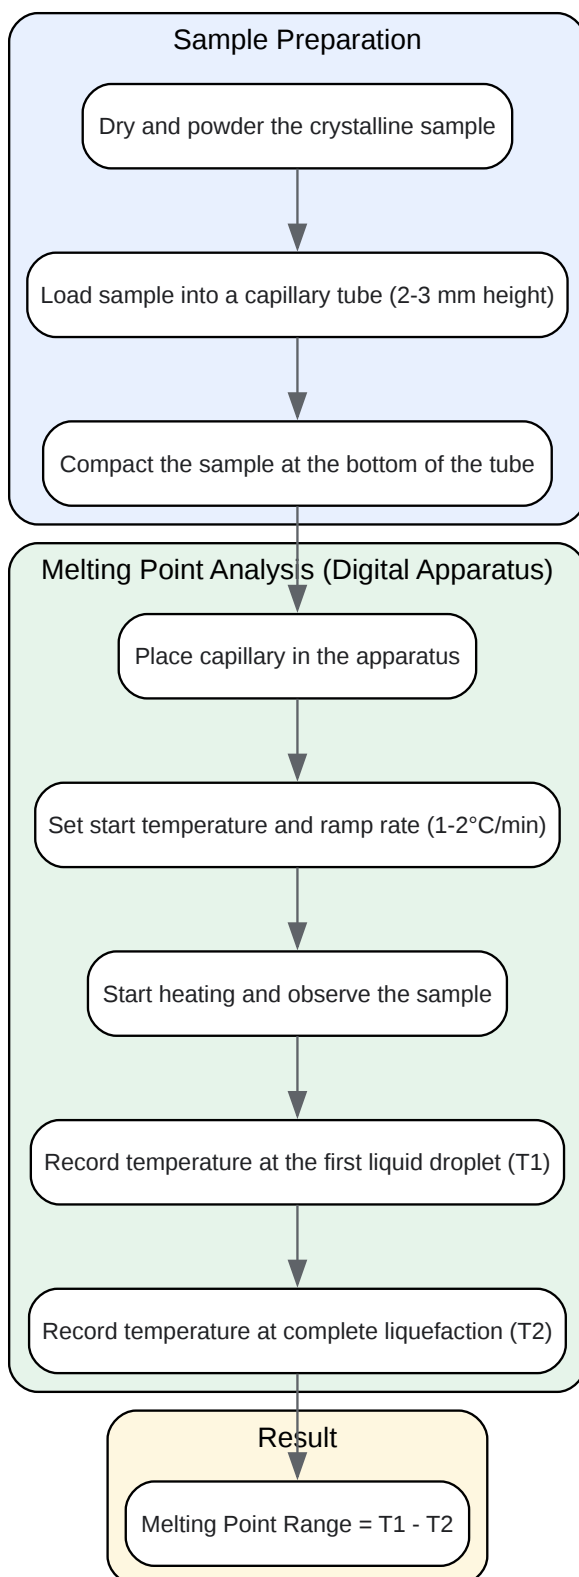 Sample Preparation
Dry and powder the crystalline sample
Load sample into a capillary tube (2-3 mm height)
Compact the sample at the bottom of the tube
Melting Point Analysis (Digital Apparatus)
Place capillary in the apparatus
Set start temperature and ramp rate (1-2°C/min)
Start heating and observe the sample
Record temperature at the first liquid droplet (T1)
Record temperature at complete liquefaction (T2)
Result
Melting Point Range = T1 - T2